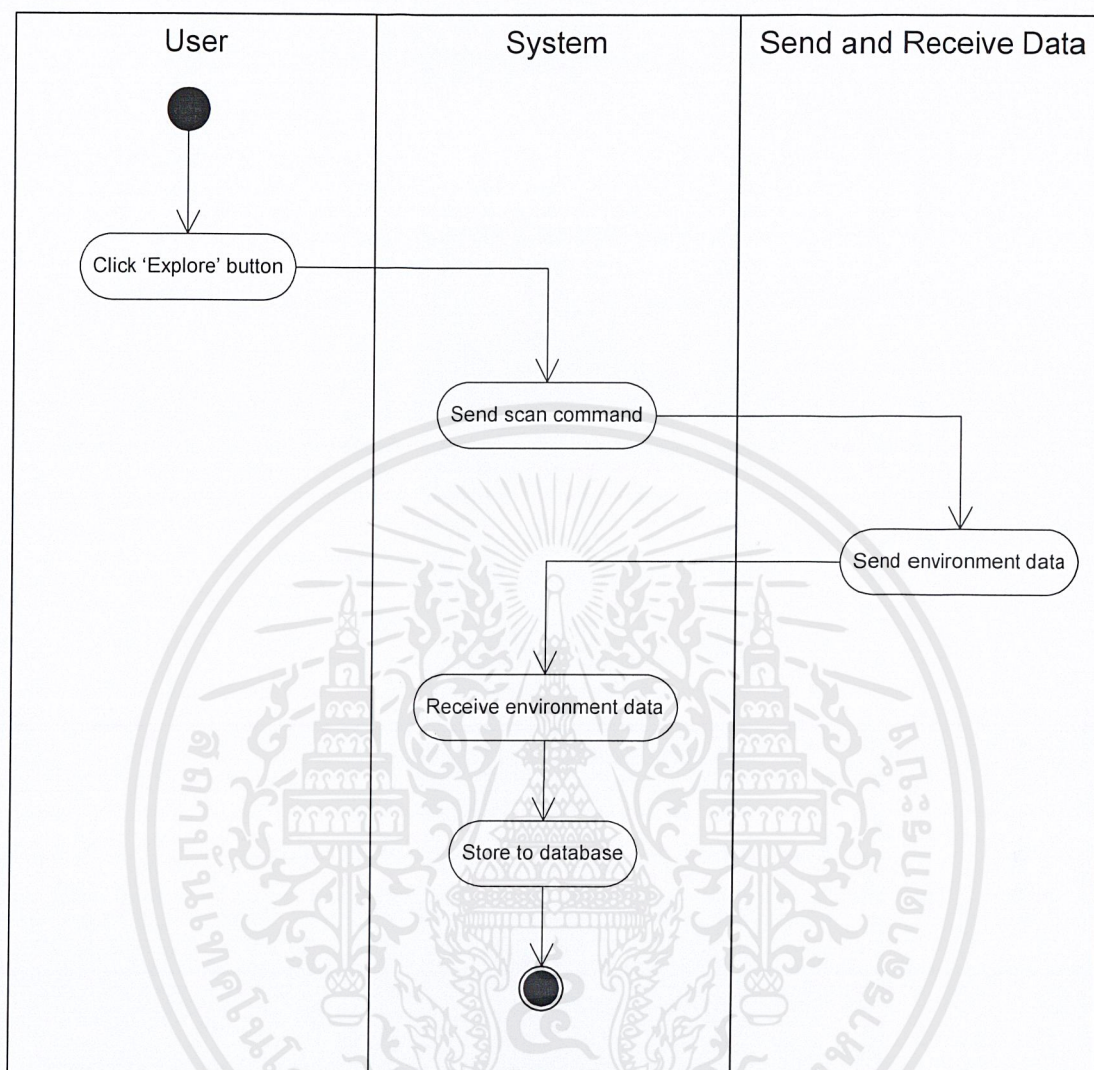 User
System
Send and Receive Data
Click ‘Explore’ button
Send scan command
Send environment data
Receive environment data
Store to database